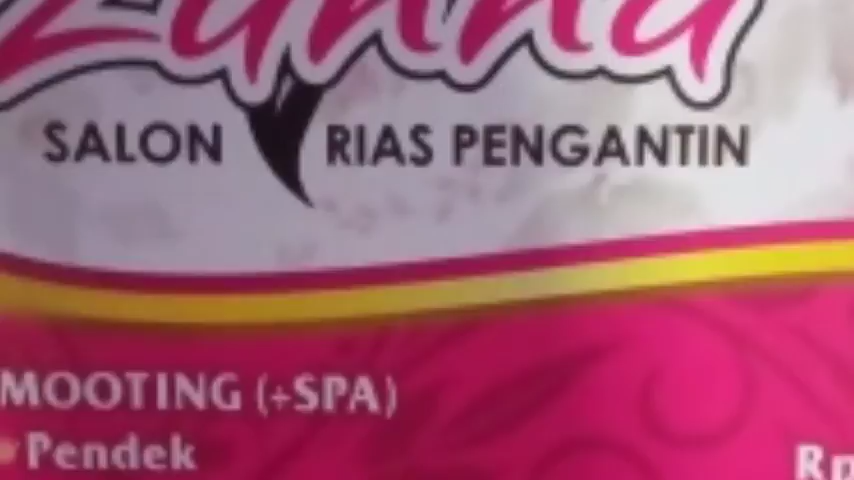 SALON RIAS PENGANTIN
MOOTING (+SPA)
Pendek
Rp